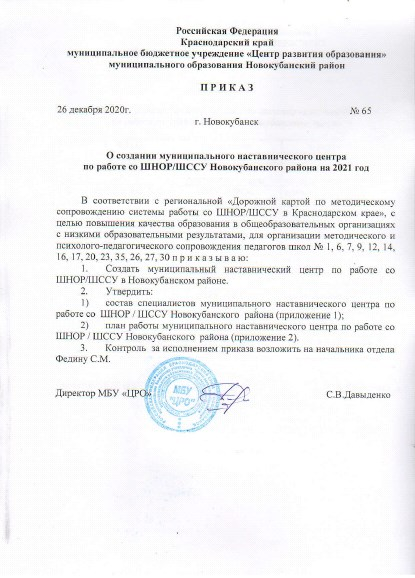 Российская Федерация
Краснодарский край
муниципальное бюджетное учреждение «Центр развития образования»
муниципального образования Новокубанский район
П Р И К А З
26 декабря 2020г. № 65
г. Новокубанск
О создании муниципального наставнического центра
по работе со ШНОР/ШССУ Новокубанского района на 2021 год
В соответствии с региональной «Дорожной картой по методическому
сопровождению системы работы со ШНОР/ШССУ в Краснодарском крае», с
целью повышения качества образования в общеобразовательных организациях
с низкими образовательными результатами, для организации методического и
психолого-педагогического сопровождения педагогов школ № 1, 6, 7, 9, 12, 14,
16, 17, 20, 23, 35, 26, 27, 30 п р и к а з ы в а ю:
1. Создать муниципальный наставнический центр по работе со
ШНОР/ШССУ в Новокубанском районе.
2. Утвердить:
1) состав специалистов муниципального наставнического центра по
работе со ШНОР / ШССУ Новокубанского района (приложение 1);
2) план работы муниципального наставнического центра по работе со
ШНОР / ШССУ Новокубанского района (приложение 2).
3. Контроль за исполнением приказа возложить на начальника отдела
Федину С.М.
Директор МБУ «ЦРО» С.В.Давыденко
МБУ
"ЦРО"